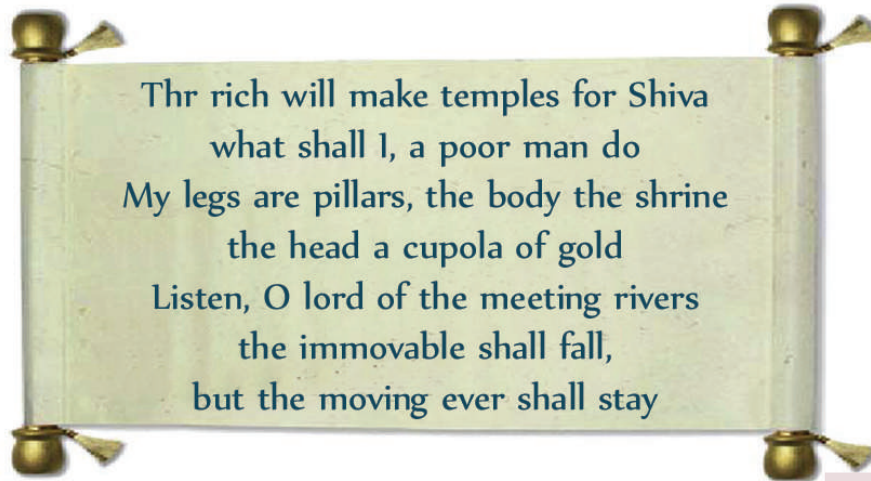 Thr rich will make temples for Shiva
what shall I, a poor man do
My legs are pillars, the body the shrine
the head a cupola of gold
Listen, O lord of the meeting rivers
the immovable shall fall,
but the moving ever shall stay